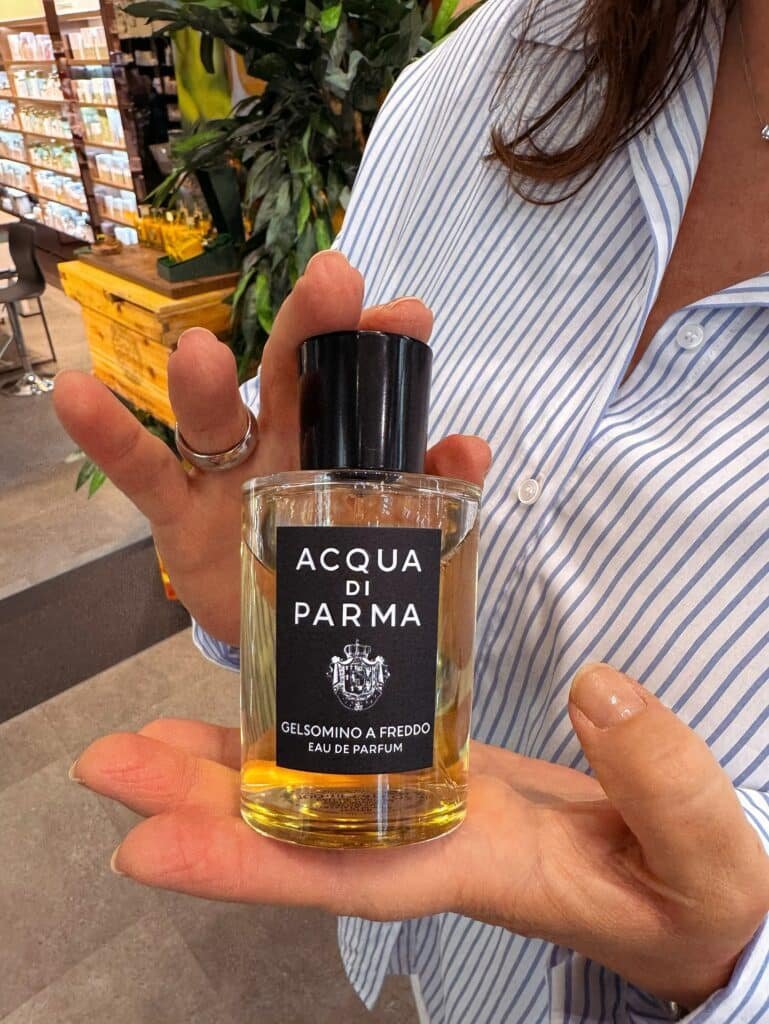 ACQUA
DI
PARMA
GELSOMINO A FREDDO
EAU DE PARFUM